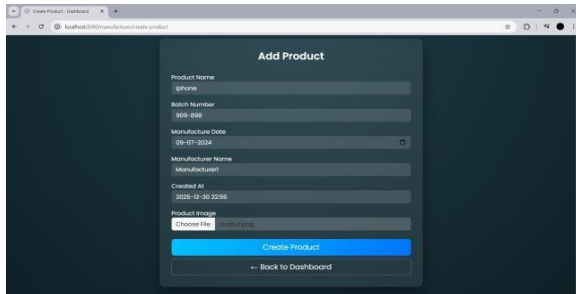 Create Product - Dashboard
localhost:8080/manufacturer/create-product
Add Product
Product Name
Iphone
Batch Number
909-898
Manufacture Date
09-07-2024
Manufacturer Name
Manufacturer1
Created At
2025-12-30 22:56
Product Image
Choose File
Create Product
← Back to Dashboard